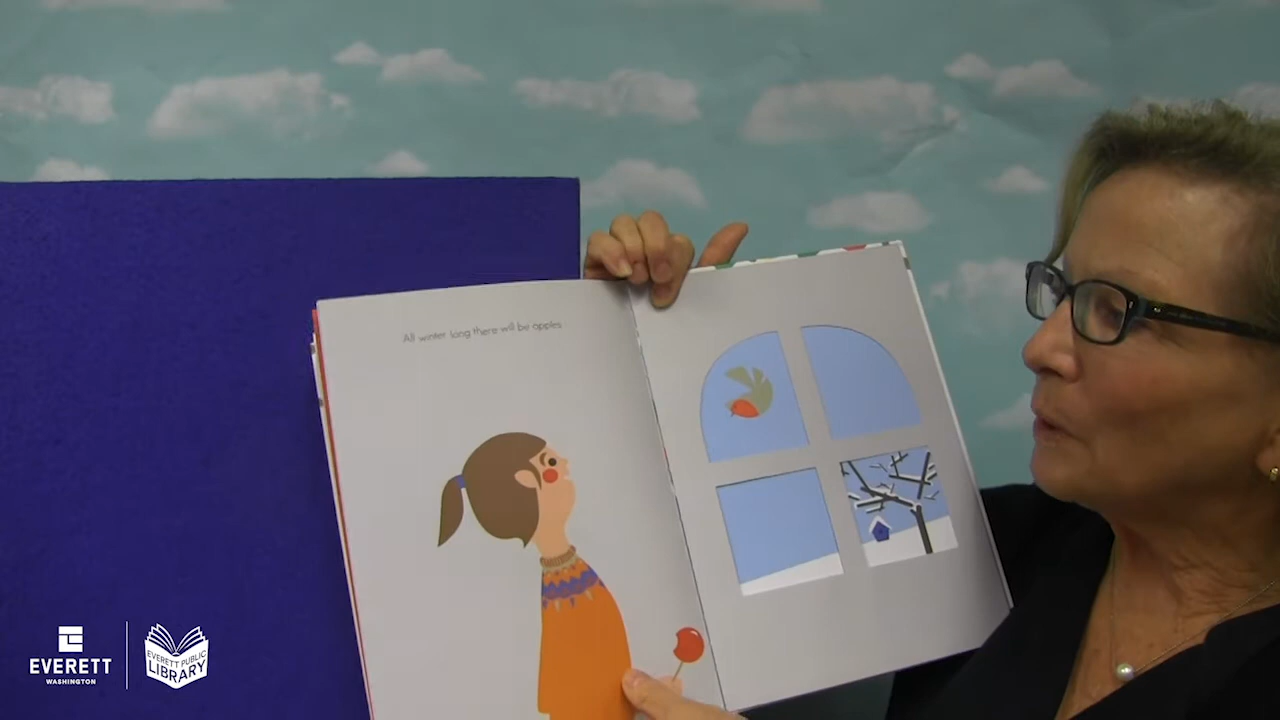 All winter long there will be apples
EVERETT
WASHINGTON
EVERETT PUBLIC
LIBRARY